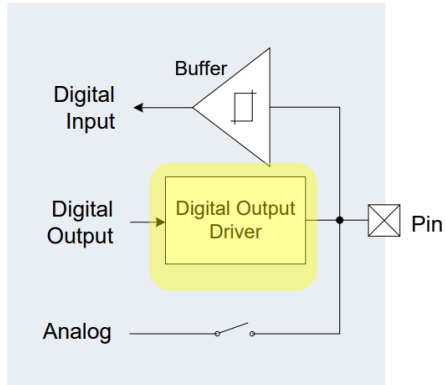 Buffer
Digital
Input
Digital
Output
Digital Output
Driver
Pin
Analog